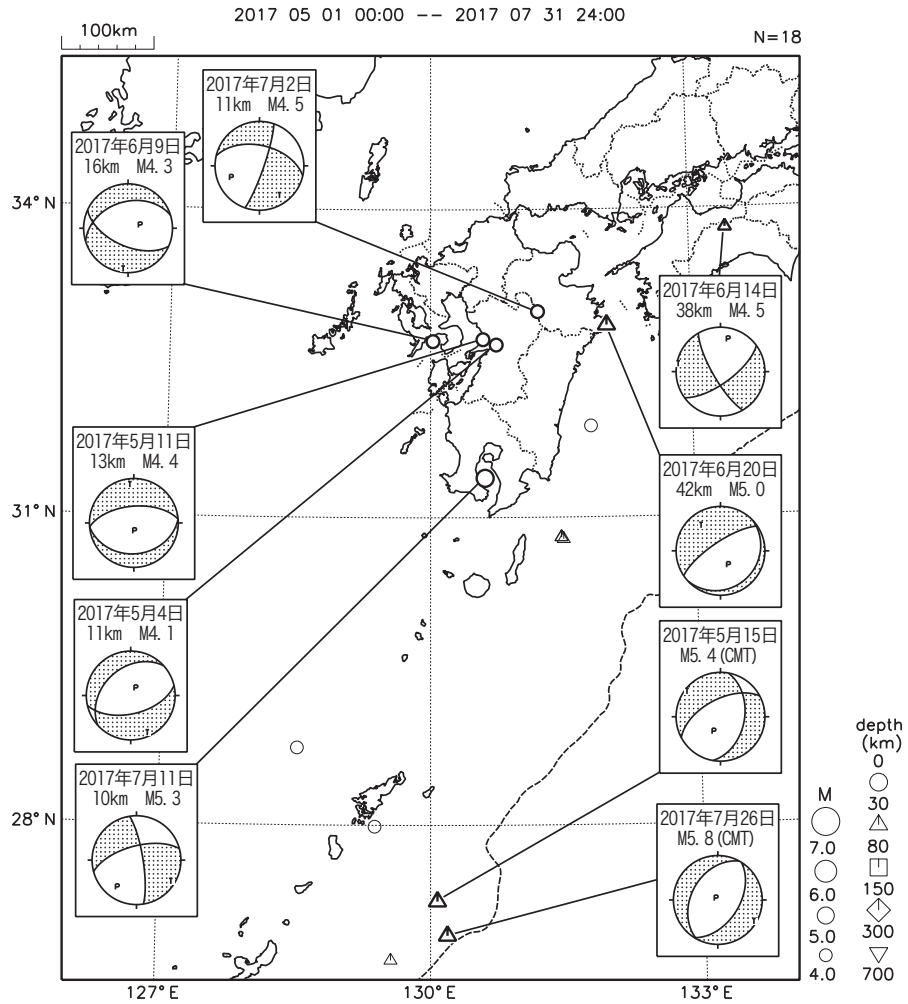 2017 05 01 00:00 -- 2017 07 31 24:00
100km
N=18
2017年7月2日
11km M4.5
P
T
2017年6月9日
16km M4.3
P
T
34°N
2017年6月14日
38km M4.5
P
T
2017年5月11日
13km M4.4
T
P
2017年6月20日
42km M5.0
T
P
31°N
2017年5月4日
11km M4.1
P
T
2017年5月15日
M5.4(CMT)
T
P
2017年7月11日
10km M5.3
P
T
28°N
2017年7月26日
M5.8(CMT)
P
T
M
7.0
6.0
5.0
4.0
depth
(km)
0
30
80
150
300
700
127°E
130°E
133°E